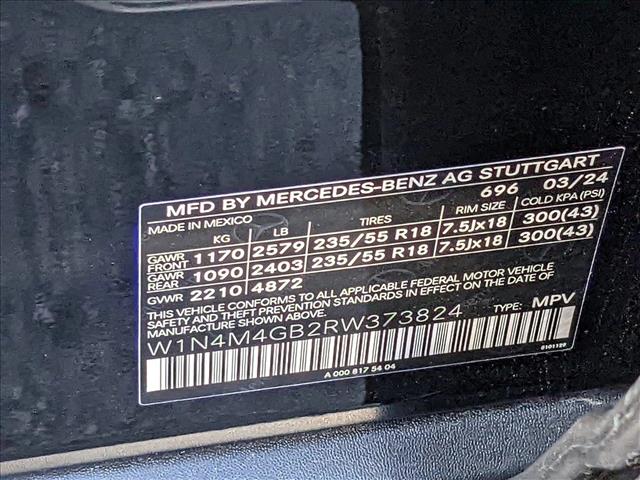 MFD BY MERCEDES-BENZ AG STUTTGART
MADE IN MEXICO 696 03/24
KG LB TIRES RIM SIZE COLD KPA (PSI)
GAWR FRONT 1170 2579 235/55 R18 7.5Jx18 300(43)
GAWR REAR 1090 2403 235/55 R18 7.5Jx18 300(43)
GVWR 2210 4872
THIS VEHICLE CONFORMS TO ALL APPLICABLE FEDERAL MOTOR VEHICLE
SAFETY AND THEFT PREVENTION STANDARDS IN EFFECT ON THE DATE OF
MANUFACTURE SHOWN ABOVE.
W1N4M4GB2RW373824 TYPE: MPV
0101129
A 000 817 54 04